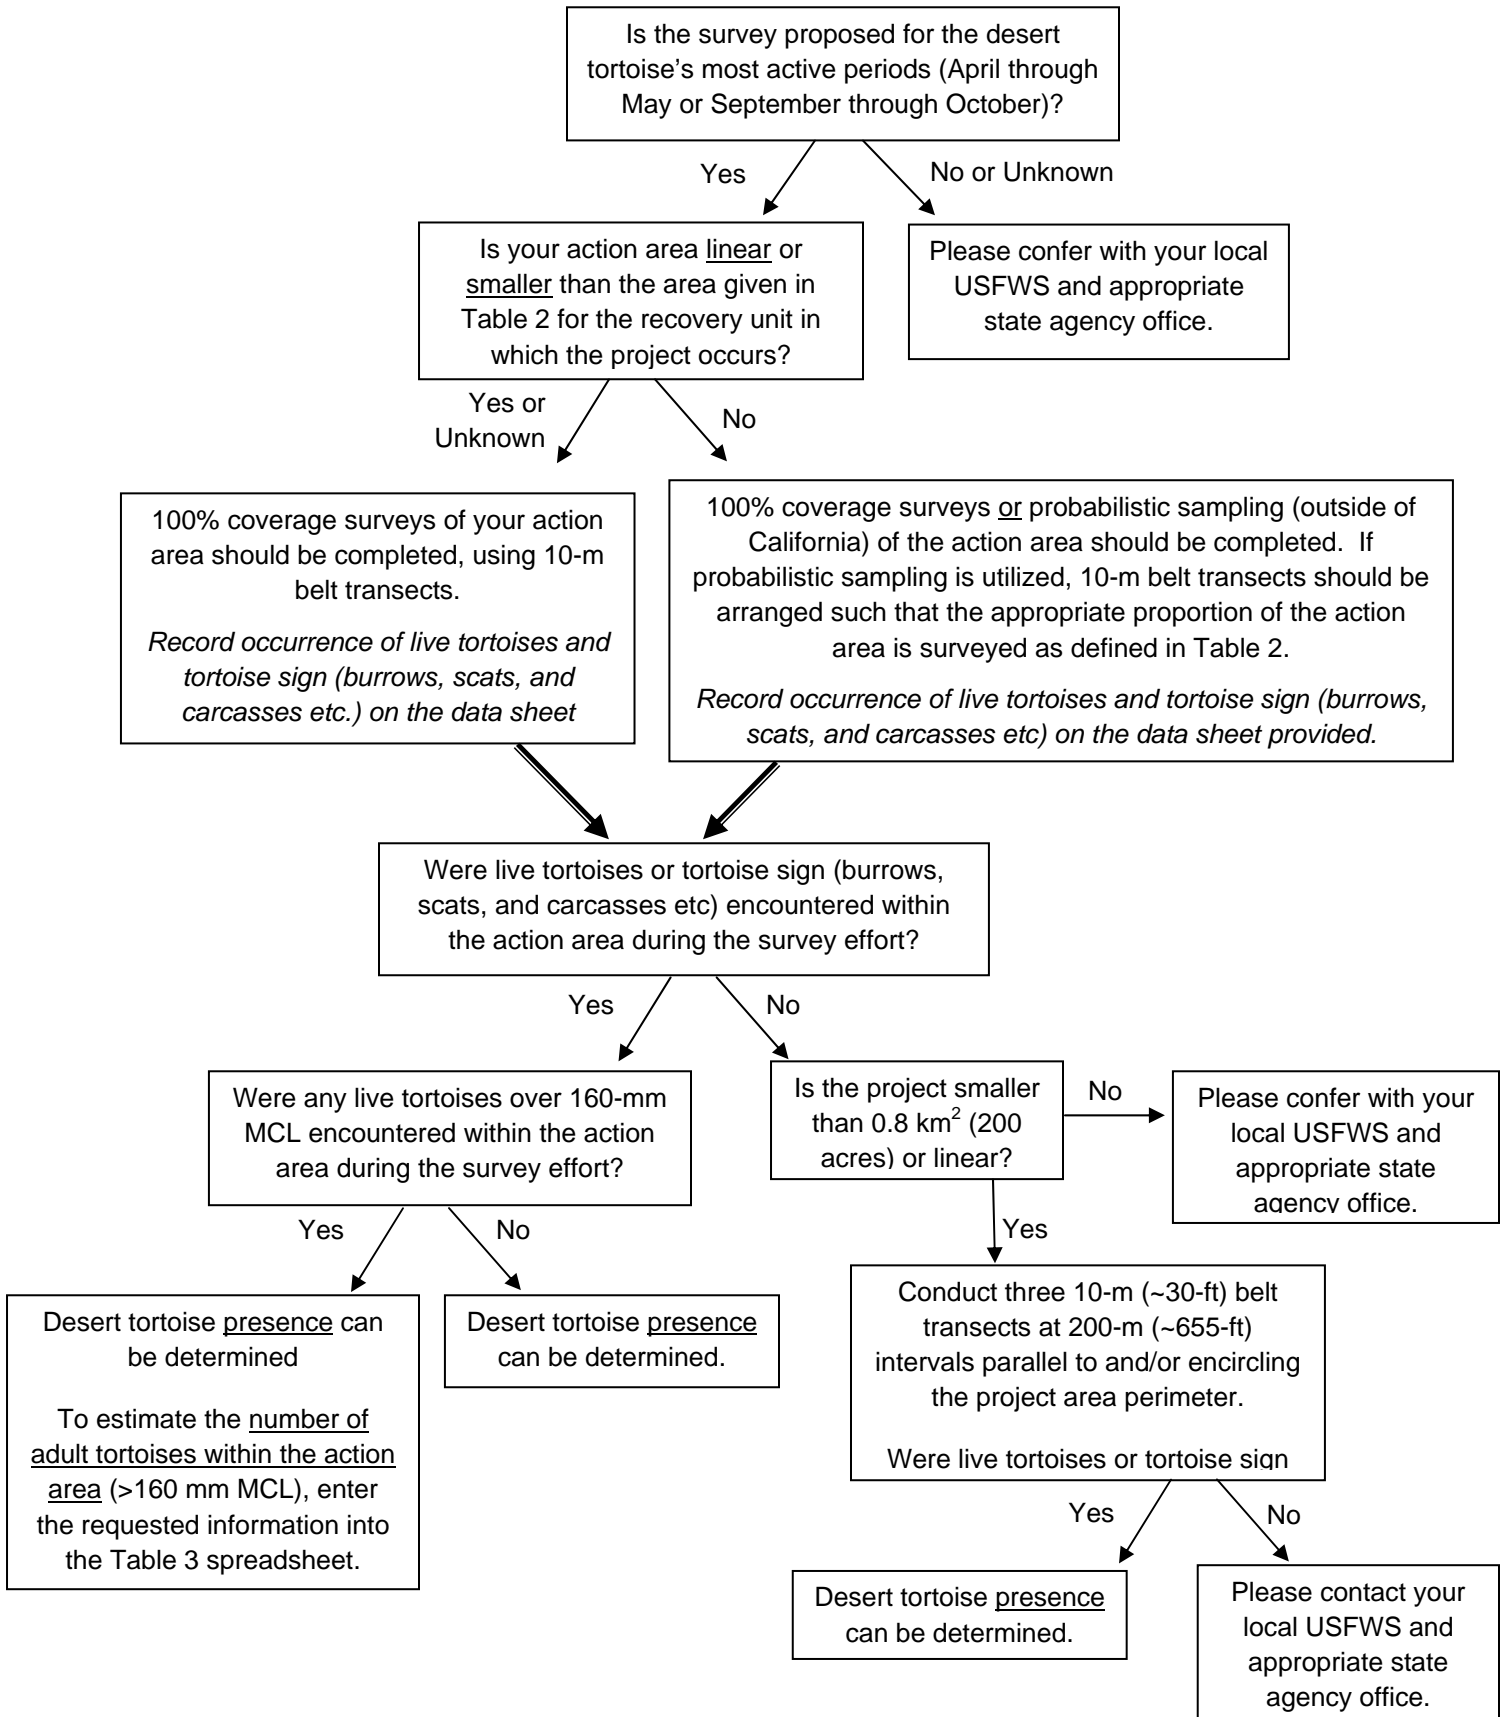 Is the survey proposed for the desert
tortoise's most active periods (April through
May or September through October)?
Yes
No or Unknown
Is your action area linear or
smaller than the area given in
Table 2 for the recovery unit in
which the project occurs?
Please confer with your local
USFWS and appropriate
state agency office.
Yes or
Unknown
No
100% coverage surveys of your action
area should be completed, using 10-m
belt transects.
Record occurrence of live tortoises and
tortoise sign (burrows, scats, and
carcasses etc.) on the data sheet
100% coverage surveys or probabilistic sampling (outside of
California) of the action area should be completed.  If
probabilistic sampling is utilized, 10-m belt transects should be
arranged such that the appropriate proportion of the action
area is surveyed as defined in Table 2.
Record occurrence of live tortoises and tortoise sign (burrows,
scats, and carcasses etc) on the data sheet provided.
Were live tortoises or tortoise sign (burrows,
scats, and carcasses etc) encountered within
the action area during the survey effort?
Yes
No
Were any live tortoises over 160-mm
MCL encountered within the action
area during the survey effort?
Is the project smaller
than 0.8 km² (200
acres) or linear?
No
Please confer with your
local USFWS and
appropriate state
agency office.
Yes
No
Yes
Desert tortoise presence can
be determined
To estimate the number of
adult tortoises within the action
area (>160 mm MCL), enter
the requested information into
the Table 3 spreadsheet.
Desert tortoise presence
can be determined.
Conduct three 10-m (~30-ft) belt
transects at 200-m (~655-ft)
intervals parallel to and/or encircling
the project area perimeter.
Were live tortoises or tortoise sign
Yes
No
Desert tortoise presence
can be determined.
Please contact your
local USFWS and
appropriate state
agency office.